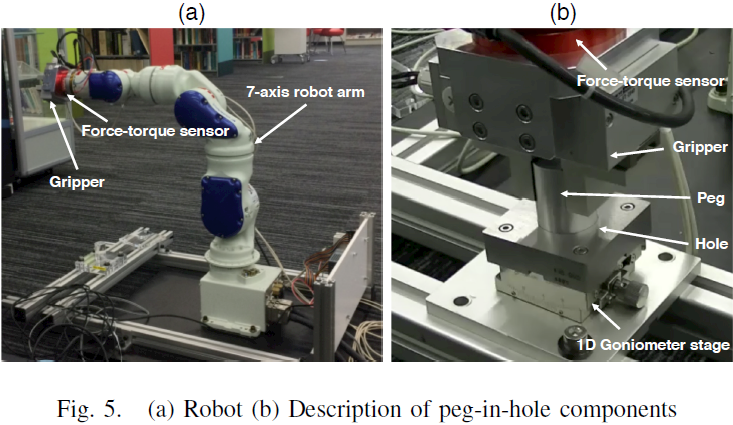 (a)
(b)
7-axis robot arm
Force-torque sensor
Gripper
Force-torque sensor
Gripper
Peg
Hole
1D Goniometer stage
Fig. 5. (a) Robot (b) Description of peg-in-hole components